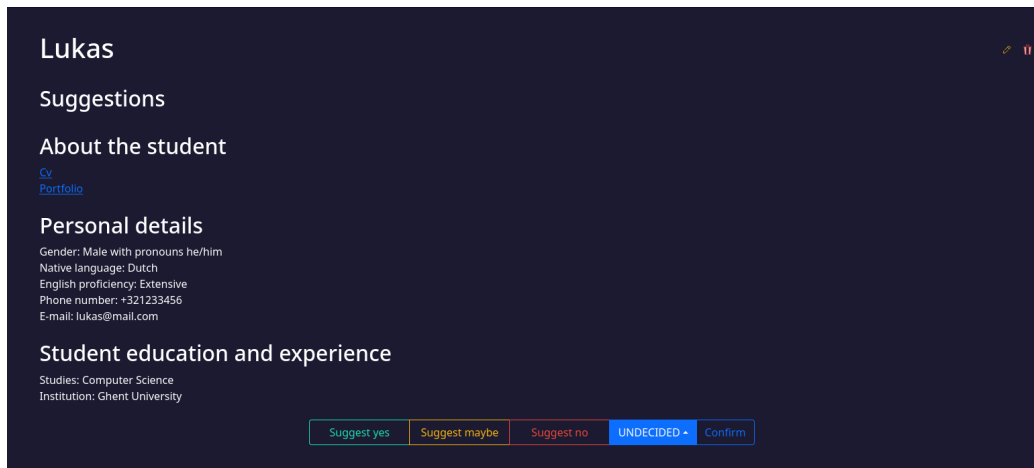 Lukas
Suggestions
About the student
Cv
Portfolio
Personal details
Gender: Male with pronouns he/him
Native language: Dutch
English proficiency: Extensive
Phone number: +321233456
E-mail: lukas@mail.com
Student education and experience
Studies: Computer Science
Institution: Ghent University
Suggest yes Suggest maybe Suggest no UNDECIDED Confirm